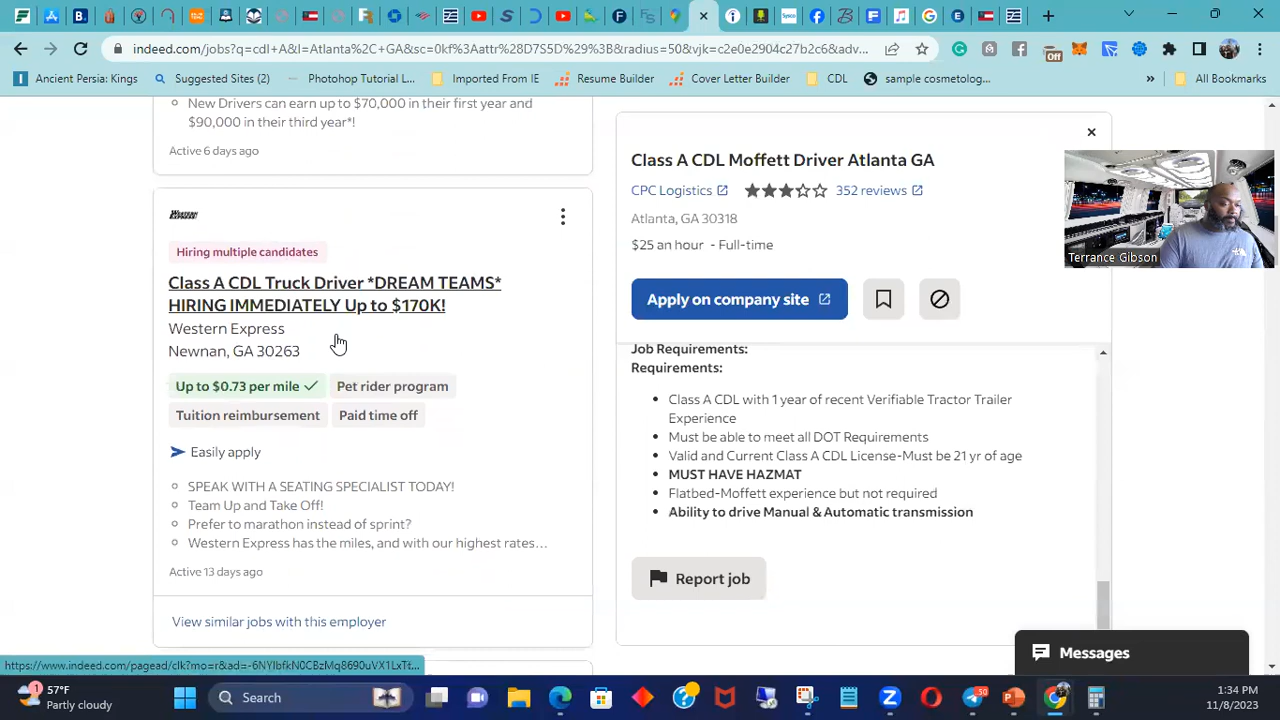 indeed.com/jobs?q=cdl+A&l=Atlanta%2C+GA&sc=0kf%3Aattr%28D7S5D%29%3B&radius=50&vjk=c2e0e2904c27b2c6&adv...
Off
Ancient Persia: Kings
Suggested Sites (2)
Photohop Tutorial L...
Imported From IE
Resume Builder
Cover Letter Builder
CDL
sample cosmetolog...
»
All Bookmarks
New Drivers can earn up to $70,000 in their first year and
$90,000 in their third year*!
Active 6 days ago
Hiring multiple candidates
Class A CDL Truck Driver *DREAM TEAMS*
HIRING IMMEDIATELY Up to $170K!
Western Express
Newnan, GA 30263
Up to $0.73 per mile ✓
Pet rider program
Tuition reimbursement
Paid time off
Easily apply
SPEAK WITH A SEATING SPECIALIST TODAY!
Team Up and Take Off!
Prefer to marathon instead of sprint?
Western Express has the miles, and with our highest rates...
Active 13 days ago
View similar jobs with this employer
Class A CDL Moffett Driver Atlanta GA
CPC Logistics
352 reviews
Atlanta, GA 30318
$25 an hour - Full-time
Apply on company site
Terrance Gibson
Job Requirements:
Requirements:
Class A CDL with 1 year of recent Verifiable Tractor Trailer
Experience
Must be able to meet all DOT Requirements
Valid and Current Class A CDL License-Must be 21 yr of age
MUST HAVE HAZMAT
Flatbed-Moffett experience but not required
Ability to drive Manual & Automatic transmission
Report job
Messages
57°F
Partly cloudy
Search
1:34 PM
11/8/2023